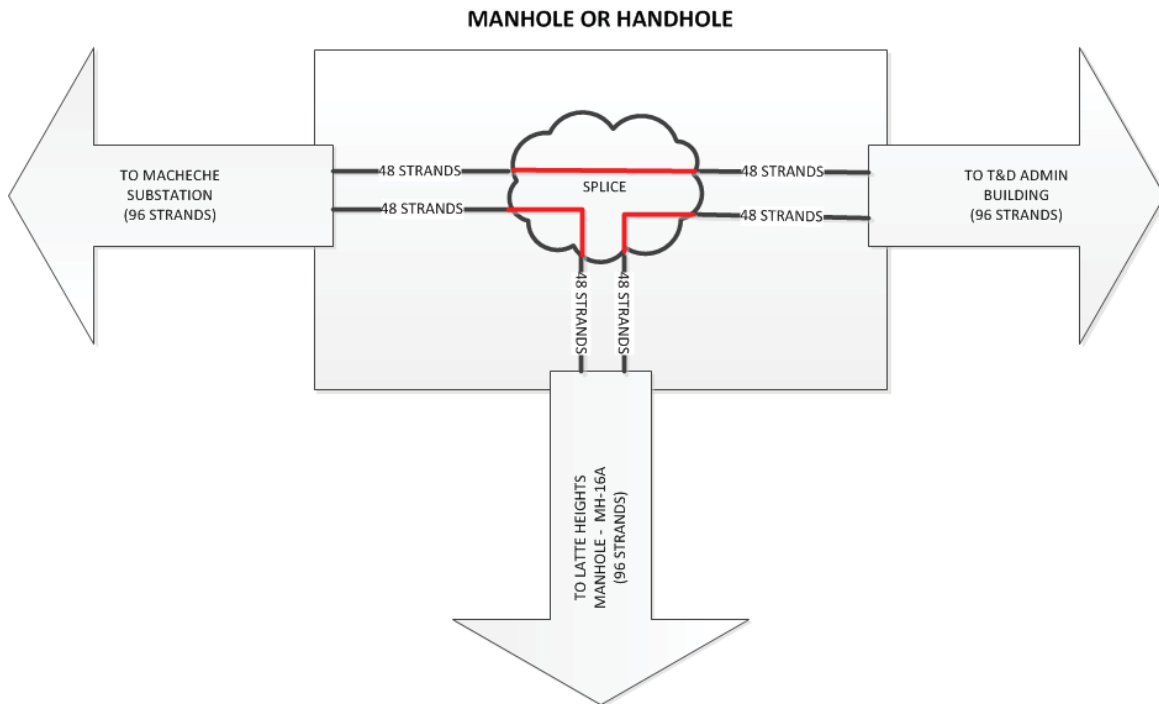 MANHOLE OR HANDHOLE
TO MACHECHE
SUBSTATION
(96 STRANDS)
48 STRANDS
48 STRANDS
SPLICE
48 STRANDS
48 STRANDS
TO T&D ADMIN
BUILDING
(96 STRANDS)
48 STRANDS
48 STRANDS
TO LATTE HEIGHTS
MANHOLE - MH-16A
(96 STRANDS)